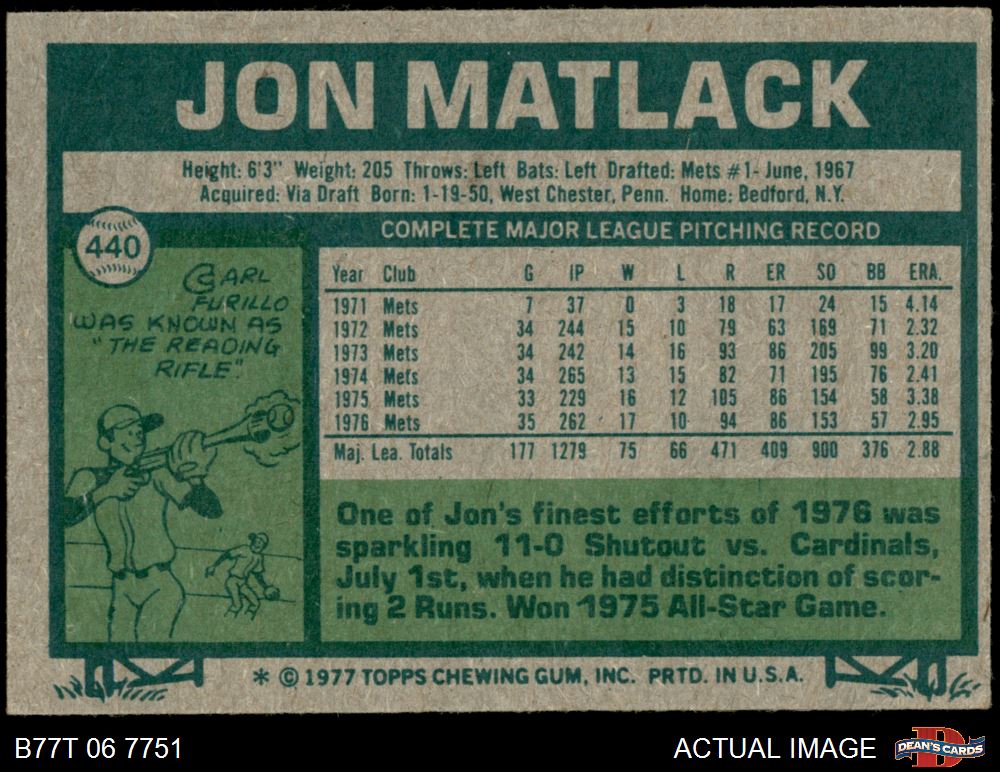 JON MATLACK
Height: 6'3" Weight: 205 Throws: Left Bats: Left Drafted: Mets #1- June, 1967
Acquired: Via Draft Born: 1-19-50, West Chester, Penn. Home: Bedford, N.Y.
440
CARL
FURILLO
WAS KNOWN AS
"THE READING
RIFLE".
COMPLETE MAJOR LEAGUE PITCHING RECORD
Year Club G IP W L R ER SO BB ERA.
1971 Mets 7 37 0 3 18 17 24 15 4.14
1972 Mets 34 244 15 10 79 63 169 71 2.32
1973 Mets 34 242 14 16 93 86 205 99 3.20
1974 Mets 34 265 13 15 82 71 195 76 2.41
1975 Mets 33 229 16 12 105 86 154 58 3.38
1976 Mets 35 262 17 10 94 86 153 57 2.95
Maj. Lea. Totals 177 1279 75 66 471 409 900 376 2.88
One of Jon's finest efforts of 1976 was
sparkling 11-0 Shutout vs. Cardinals,
July 1st, when he had distinction of scor-
ing 2 Runs. Won 1975 All-Star Game.
* © 1977 TOPPS CHEWING GUM, INC. PRTD. IN U.S.A.
B77T 06 7751
ACTUAL IMAGE
D
DEAN'S CARDS